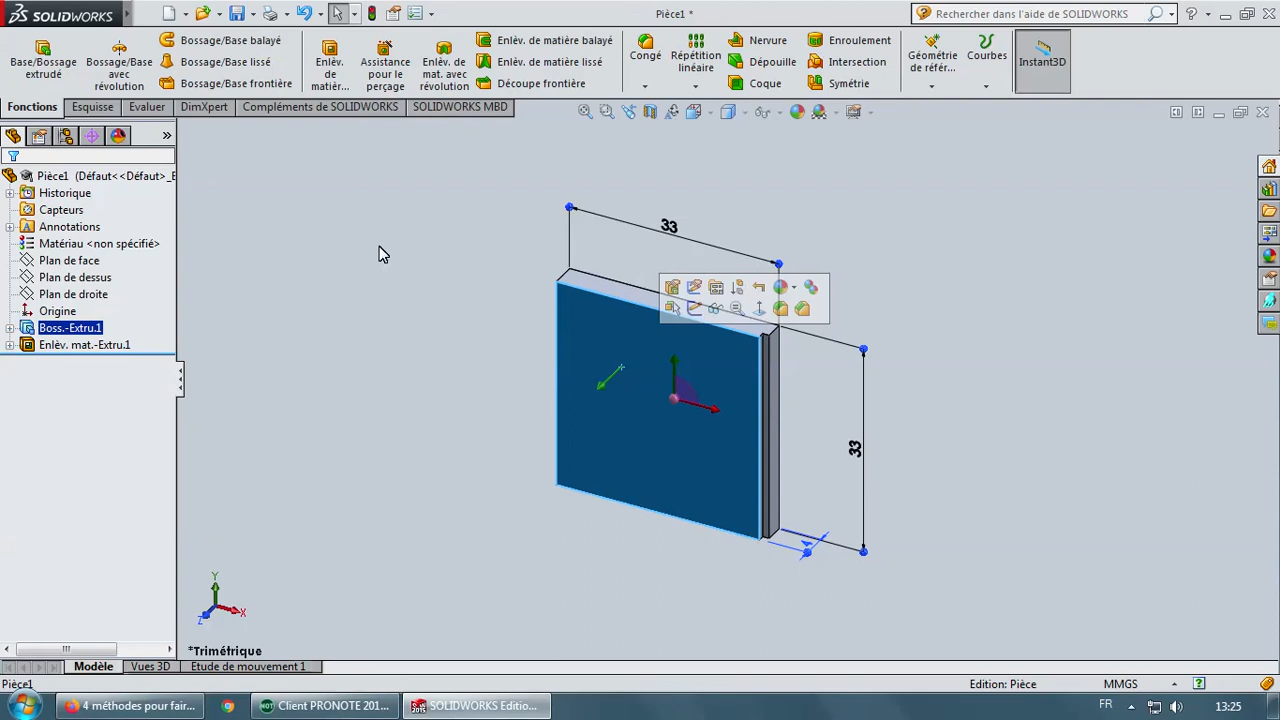 SOLIDWORKS
Pièce1 *
Rechercher dans l'aide de SOLIDWORKS
Base/Bossage
extrudé
Bossage/Base
avec
révolution
Bossage/Base balayé
Bossage/Base lissé
Bossage/Base frontière
Enlèv.
de
matièr...
Assistance
pour le
perçage
Enlèv. de
mat. avec
révolution
Enlèv. de matière balayé
Enlèv. de matière lissé
Découpe frontière
Congé
Répétition
linéaire
Nervure
Dépouille
Coque
Enroulement
Intersection
Symétrie
Géométrie
de référ...
Courbes
Instant3D
Fonctions
Esquisse
Evaluer
DimXpert
Compléments de SOLIDWORKS
SOLIDWORKS MBD
Pièce1 (Défaut<<Défaut>_E
Historique
Capteurs
Annotations
Matériau <non spécifié>
Plan de face
Plan de dessus
Plan de droite
Origine
Boss.-Extru.1
Enlèv. mat.-Extru.1
33
33
Y
X
Z
*Trimétrique
Modèle
Vues 3D
Etude de mouvement 1
Pièce1
Edition: Pièce
MMGS
4 méthodes pour fair...
Client PRONOTE 201...
SOLIDWORKS Editio...
FR
13:25